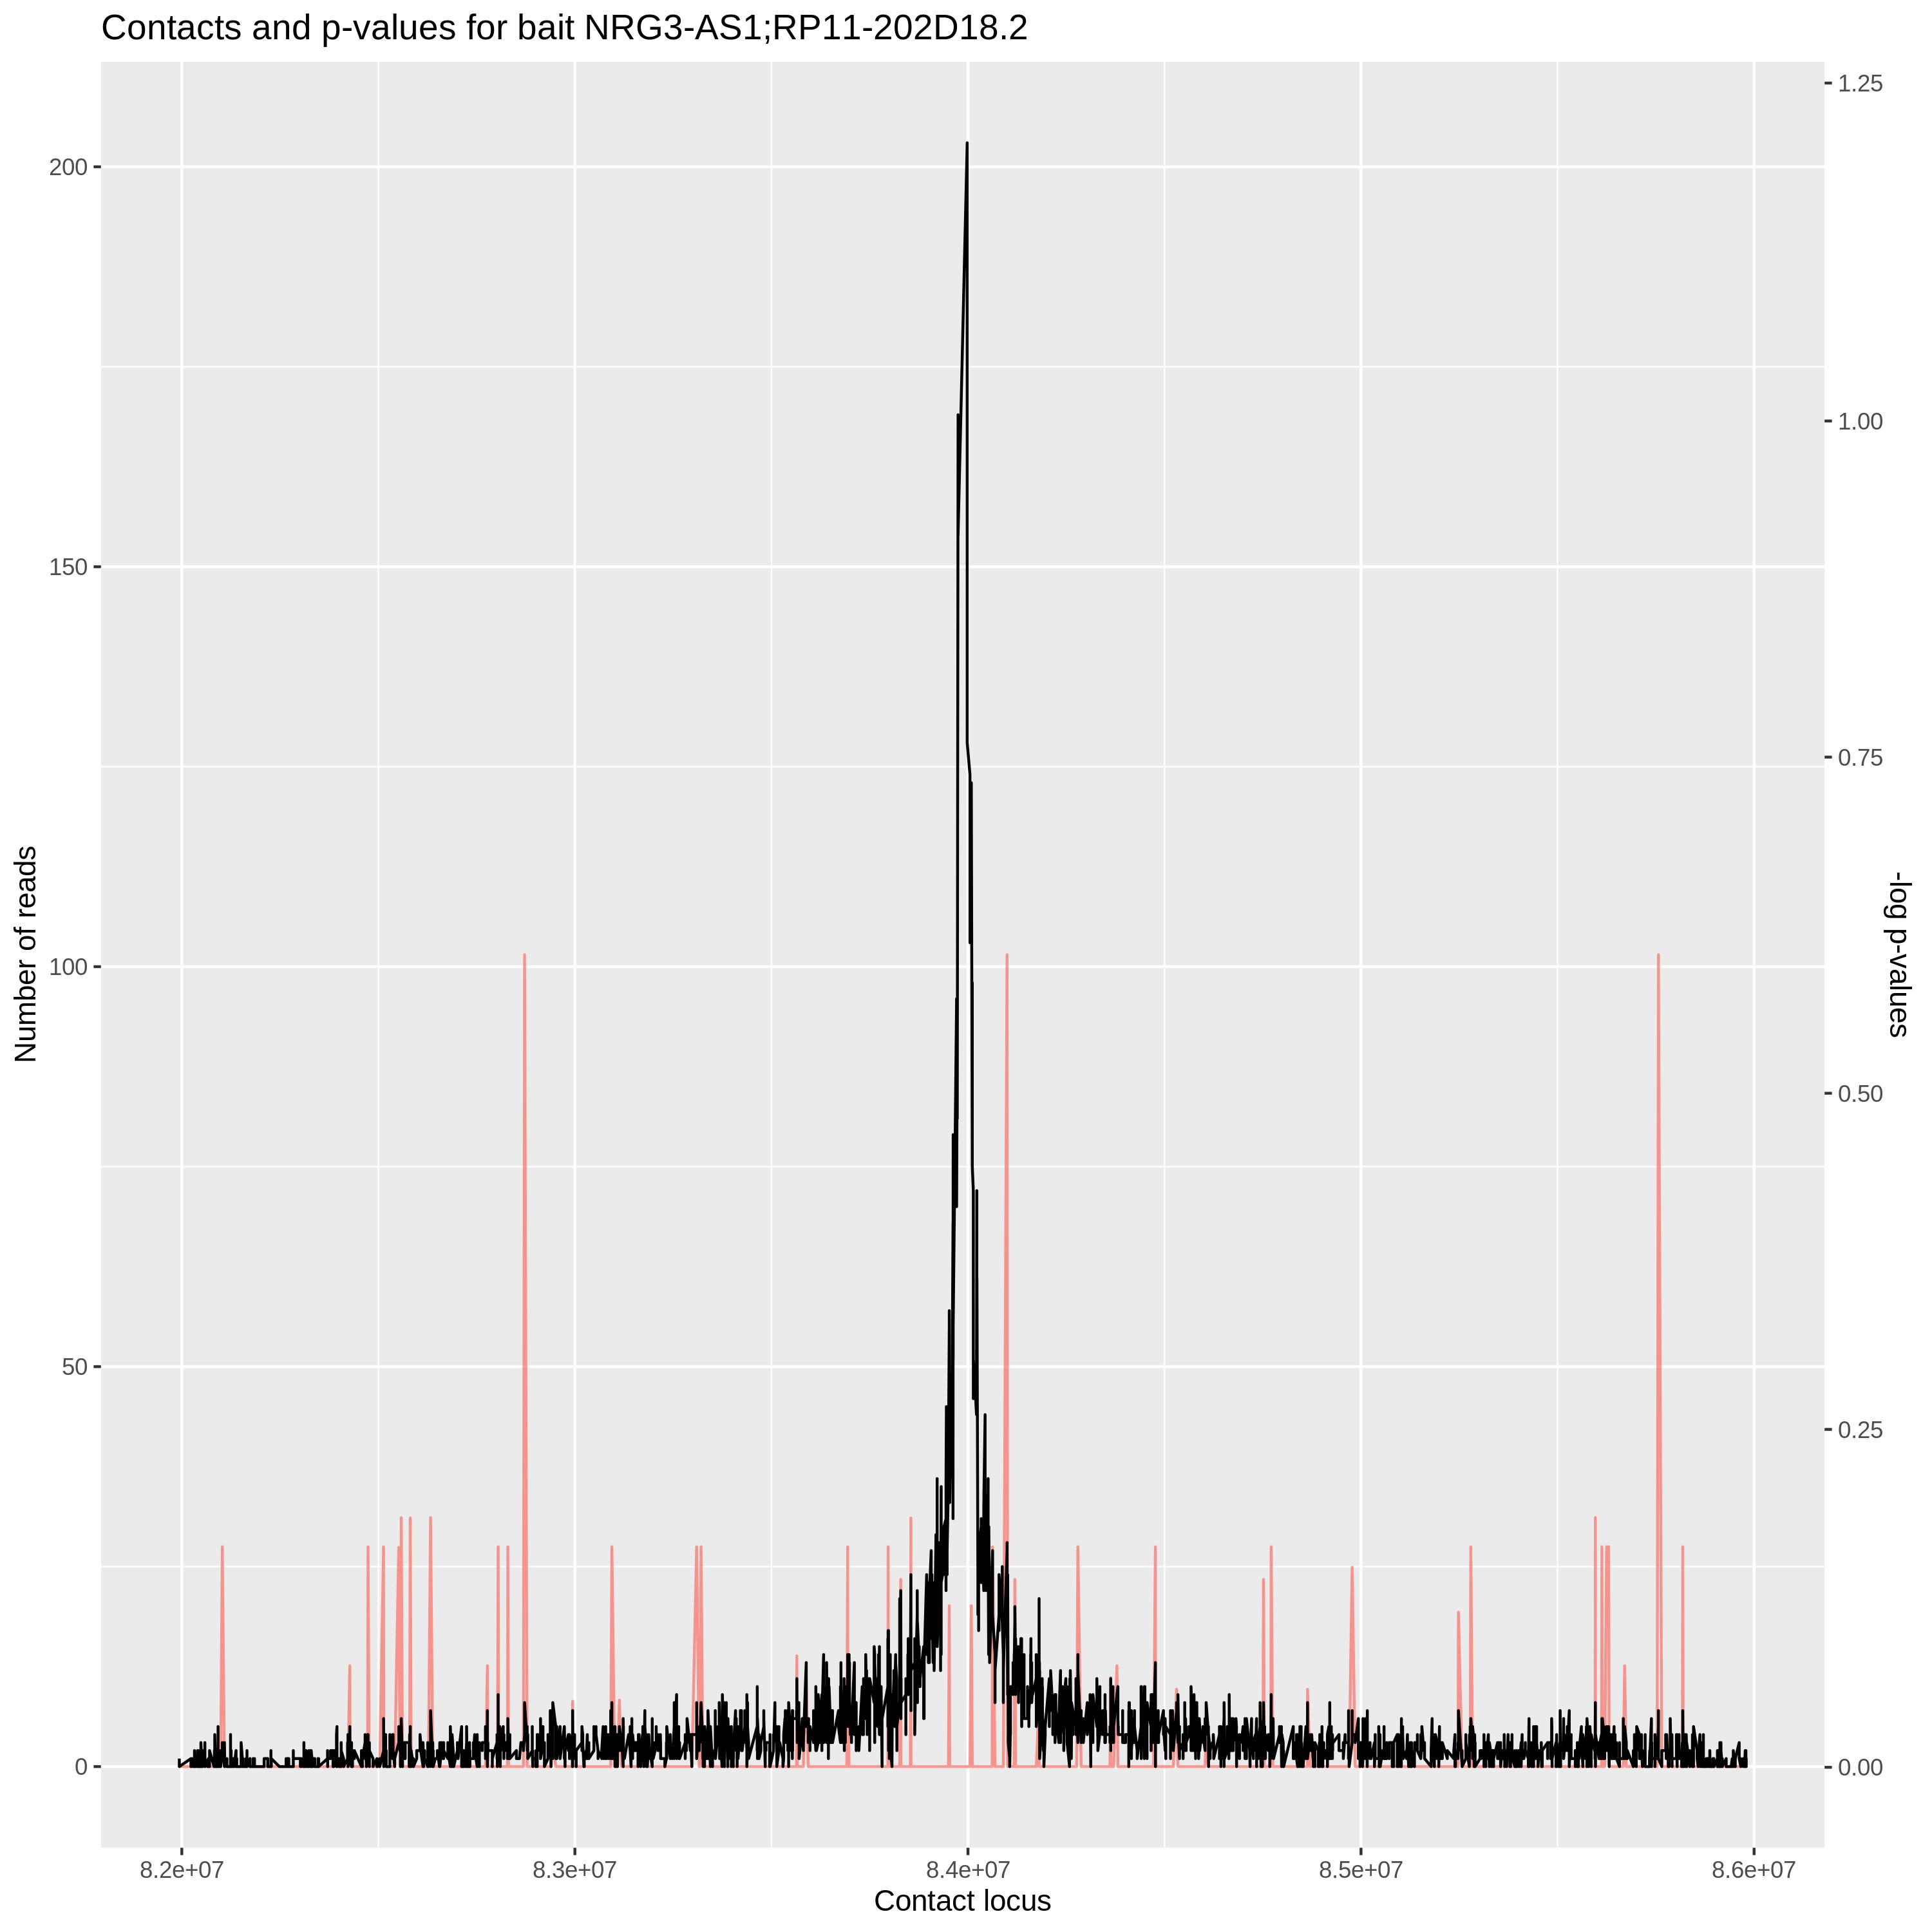 Contacts and p-values for bait NRG3-AS1;RP11-202D18.2
200
150
100
50
0
Number of reads
1.25
1.00
0.75
0.50
0.25
0.00
-log p-values
8.2e+07 8.3e+07 8.4e+07 8.5e+07 8.6e+07
Contact locus